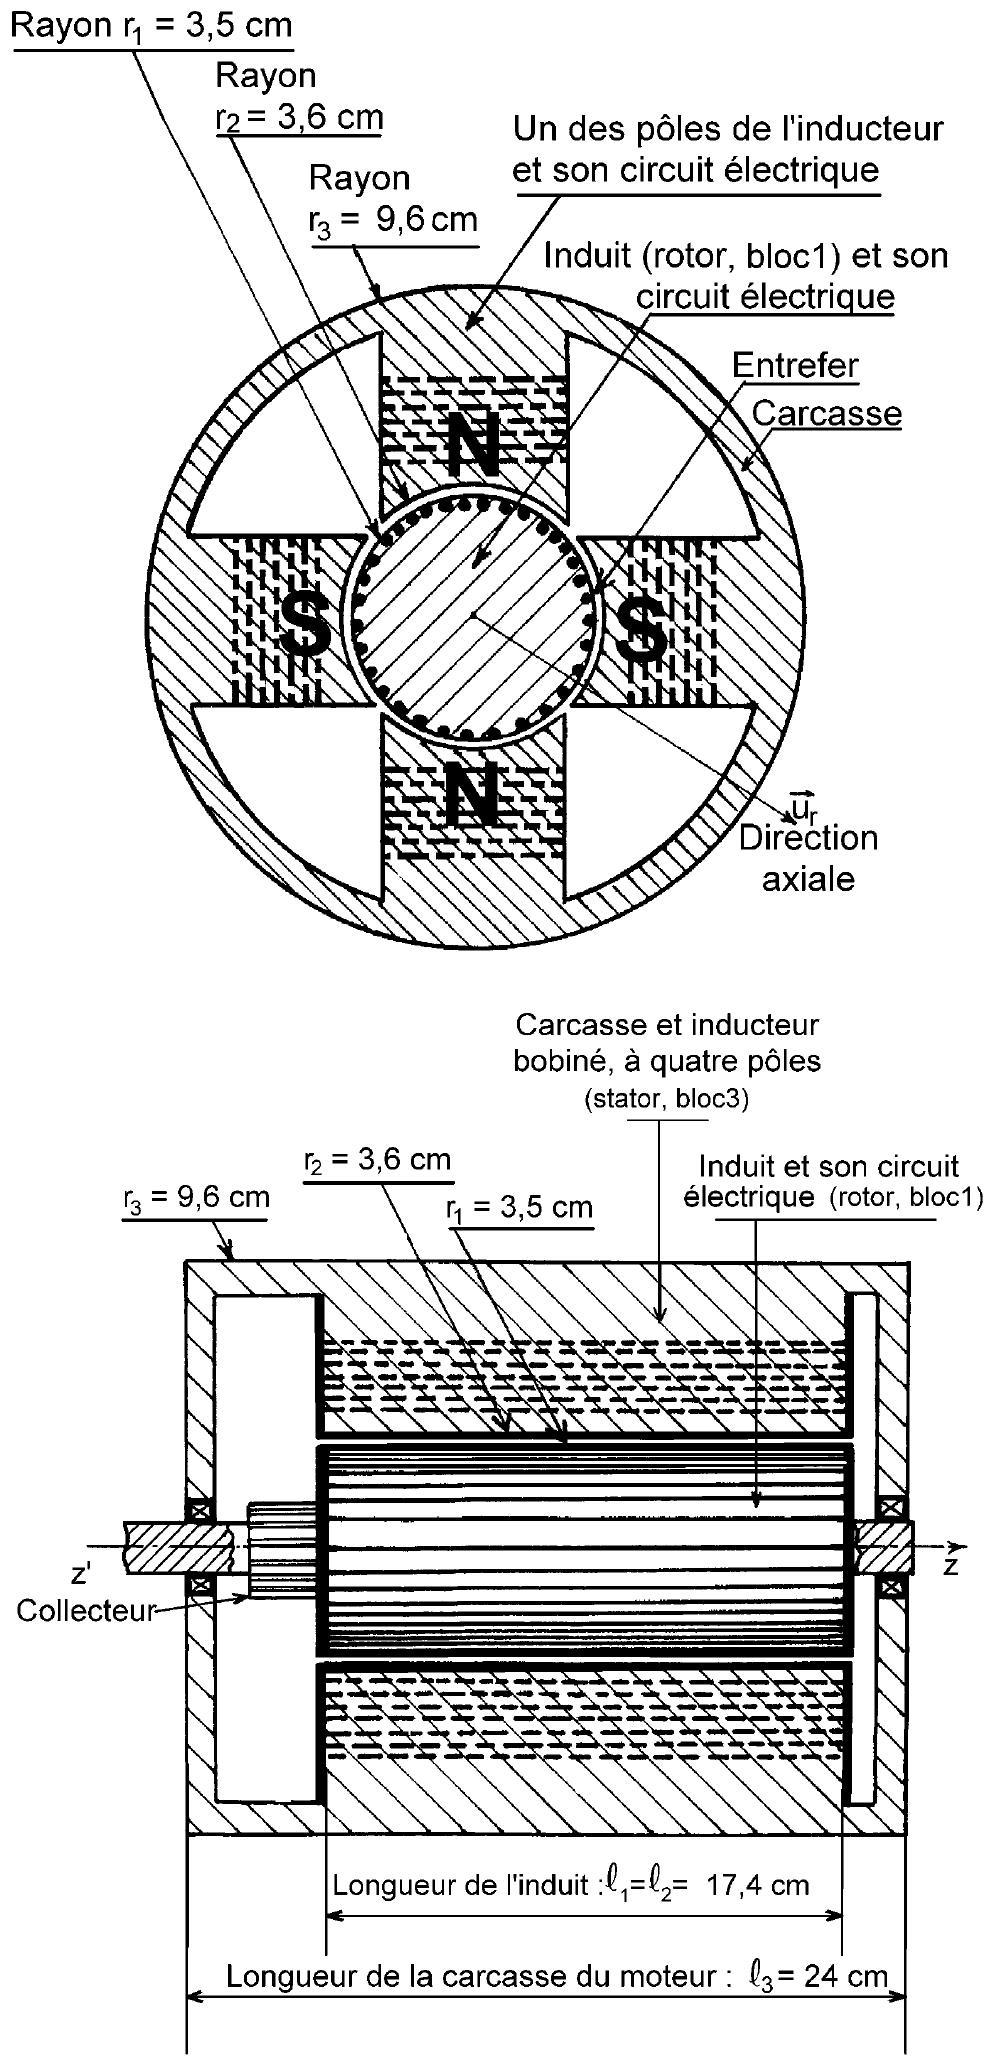 Rayon r1 = 3,5 cm
Rayon
r2 = 3,6 cm
Un des pôles de l'inducteur
et son circuit électrique
Rayon
r3 = 9,6 cm
Induit (rotor, bloc1) et son
circuit électrique
Entrefer
Carcasse
N
S
S
N
ur
Direction
axiale
Carcasse et inducteur
bobiné, à quatre pôles
(stator, bloc3)
r2 = 3,6 cm
Induit et son circuit
électrique (rotor, bloc1)
r3 = 9,6 cm
r1 = 3,5 cm
z'
z
Collecteur
Longueur de l'induit :ℓ1=ℓ2= 17,4 cm
Longueur de la carcasse du moteur : ℓ3 = 24 cm